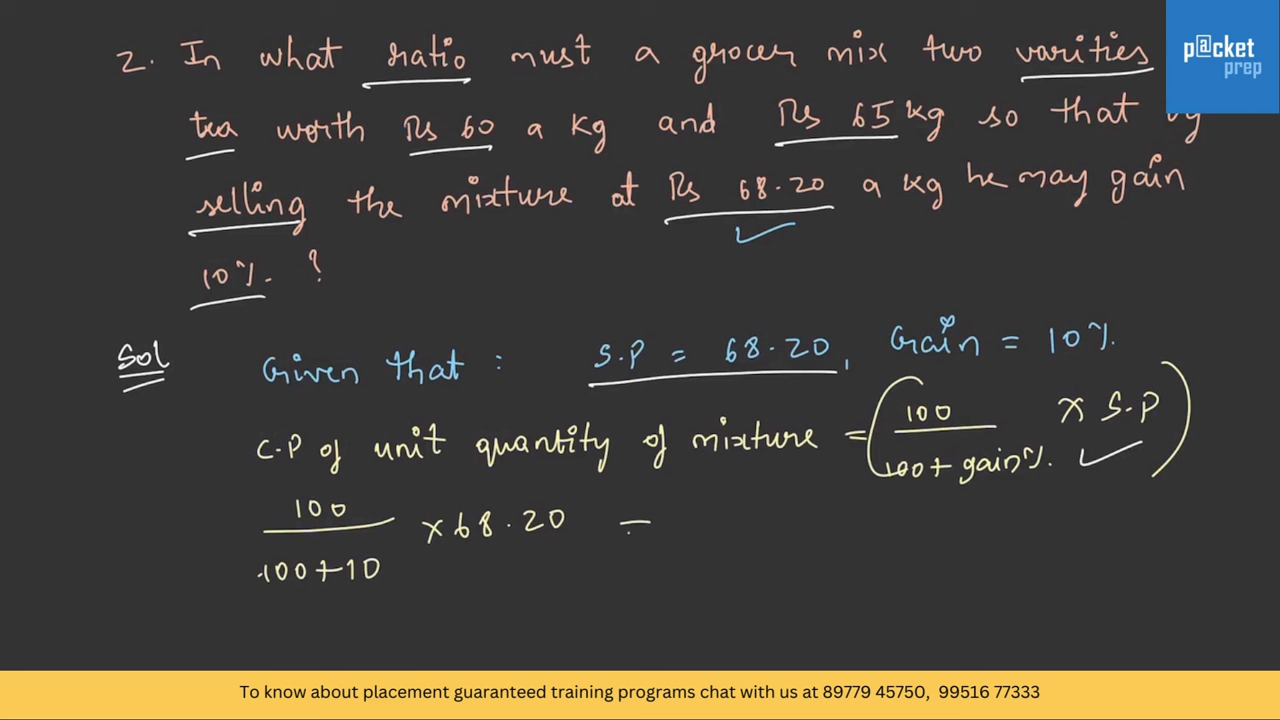 2. In what ratio must a grocer mix two varities
p@cket
prep
tea worth Rs 60 a kg and Rs 65 kg so that by
selling the mixture at Rs 68.20 a kg he may gain
10%. ?
Sol
Given that : S.P = 68.20, Gain = 10%.
C.P of unit quantity of mixture = (100 / 100 + gain% × S.P)
100 / 100+10 × 68.20 =
To know about placement guaranteed training programs chat with us at 89779 45750, 99516 77333